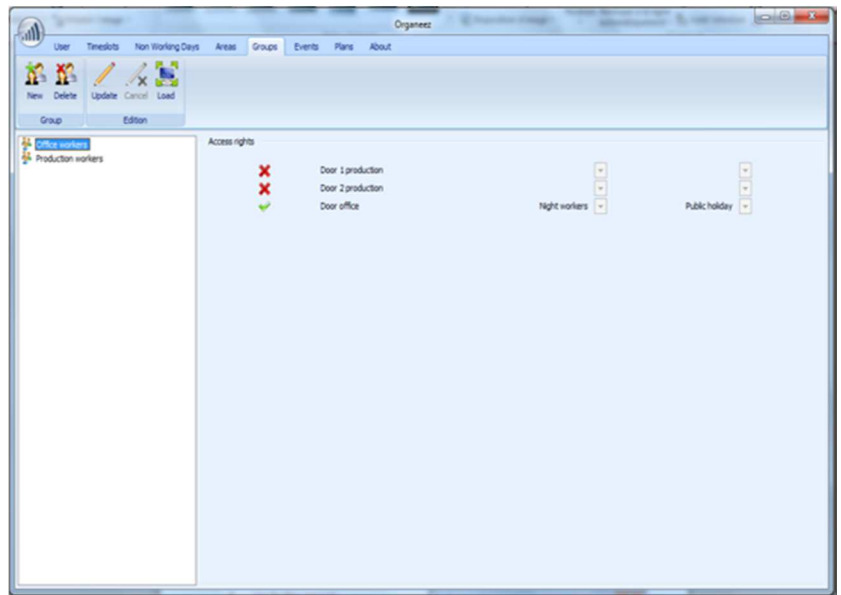 Organeez
User Timeslots Non Working Days Areas Groups Events Plans About
New Delete Update Cancel Load
Group Edition
Office workers
Production workers
Access rights
Door 1 production
Door 2 production
Door office Night workers Public holiday